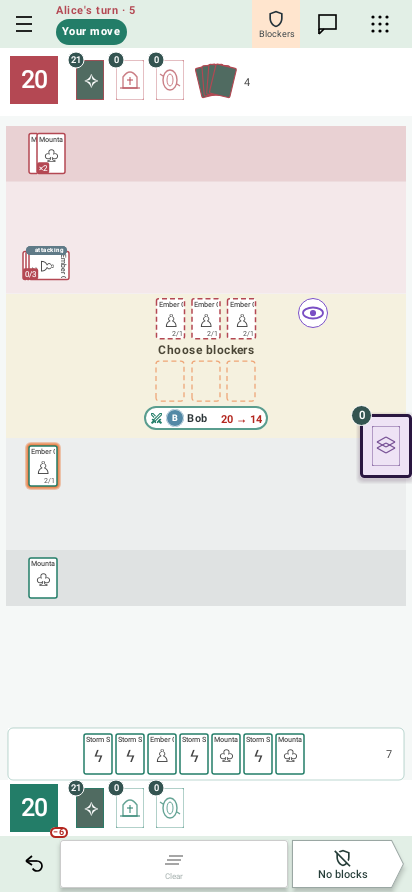 Alice's turn · 5
Your move
Blockers
20
21
0
0
4
M Mounta
×2
attacking
0/3
Ember (
Ember (
Ember (
Ember (
2/1
2/1
2/1
Choose blockers
B Bob 20 → 14
0
Ember (
2/1
Mounta
Storm S
Storm S
Ember (
Storm S
Mounta
Storm S
Mounta
7
20
21
0
0
-6
Clear
No blocks